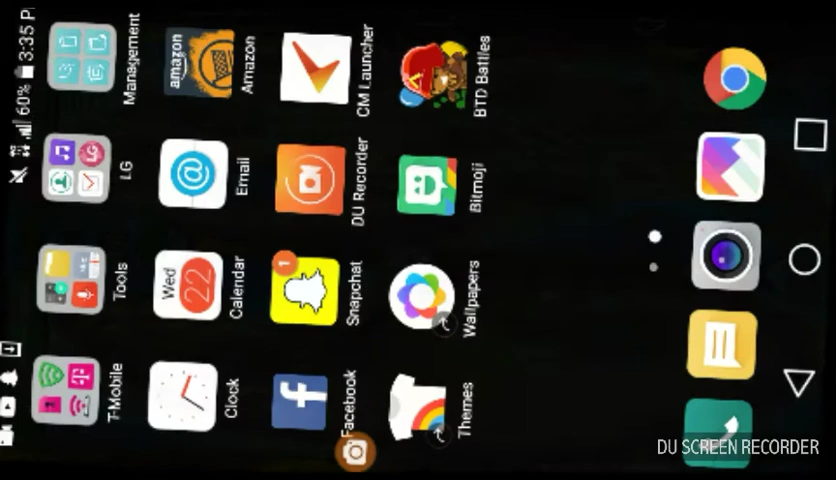 60% 3:35 P
T-Mobile
Tools
LG
Management
Clock
Wed
22
Calendar
@
Email
amazon
Amazon
f
Facebook
1
Snapchat
DU Recorder
CM Launcher
Themes
Wallpapers
Bitmoji
BTD Battles
DU SCREEN RECORDER